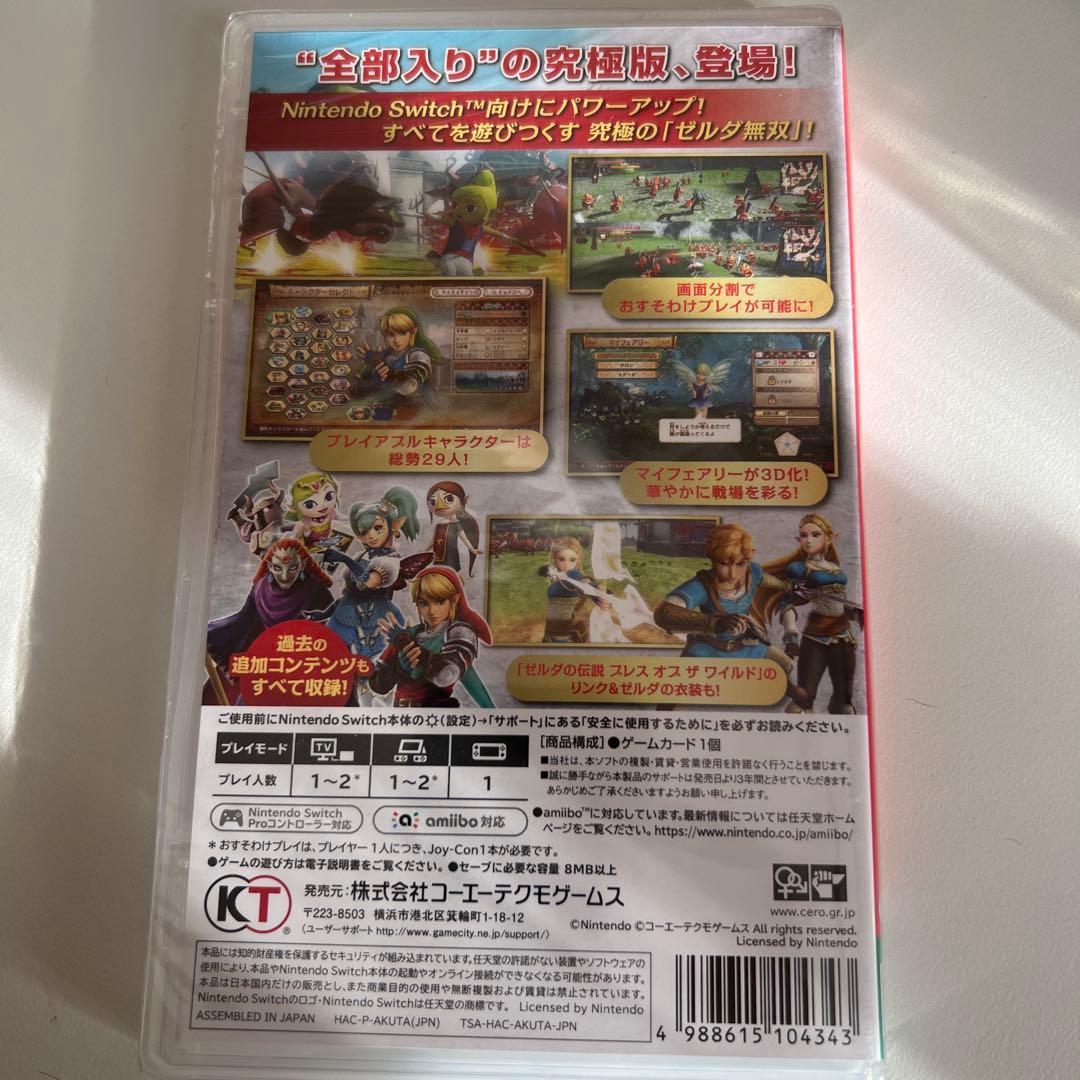 “全部入り”の究極版、登場！
Nintendo Switch™向けにパワーアップ！
すべてを遊びつくす 究極の「ゼルダ無双」！
画面分割で
おすそわけプレイが可能に！
キャラクターセレクト
マイフェアリー
プレイアブルキャラクターは
総勢29人！
マイフェアリーが3D化！
華やかに戦場を彩る！
過去の
追加コンテンツも
すべて収録！
「ゼルダの伝説 ブレス オブ ザ ワイルド」の
リンク&ゼルダの衣装も！
ご使用前にNintendo Switch本体の(設定)→「サポート」にある「安全に使用するために」を必ずお読みください。
プレイモード TV
プレイ人数 1～2* 1～2* 1
[商品構成]●ゲームカード 1個
■当社は、本ソフトの複製・賃貸・営業使用を許諾なく行うことを禁じます。
■誠に勝手ながら本製品のサポートは発売日より3年間とさせていただきます。
あらかじめご了承くださいますようお願い申し上げます。
Nintendo Switch
Proコントローラー対応
amiibo 対応
●amiibo™に対応しています。最新情報については任天堂ホーム
ページをご覧ください。https://www.nintendo.co.jp/amiibo/
*おすそわけプレイは、プレイヤー 1人につき、Joy-Con1本が必要です。
●ゲームの遊び方は電子説明書をご覧ください。 ●セーブに必要な容量 8MB以上
KT ®
発売元:株式会社コーエーテクモゲームス
〒223-8503 横浜市港北区箕輪町1-18-12
〈ユーザーサポート http://www.gamecity.ne.jp/support/〉
www.cero.gr.jp
©Nintendo ©コーエーテクモゲームス All rights reserved.
Licensed by Nintendo
本品には知的財産権を保護するセキュリティが組み込まれています。任天堂の許諾がない装置やソフトウェアの
使用により、本品やNintendo Switch本体の起動やオンライン接続ができなくなる可能性があります。
本品は日本国内だけの販売とし、また商業目的の使用や無断複製および賃貸は禁止されています。
Nintendo Switchのロゴ・Nintendo Switchは任天堂の商標です。 Licensed by Nintendo
ASSEMBLED IN JAPAN HAC-P-AKUTA(JPN) TSA-HAC-AKUTA-JPN
4 988615 104343